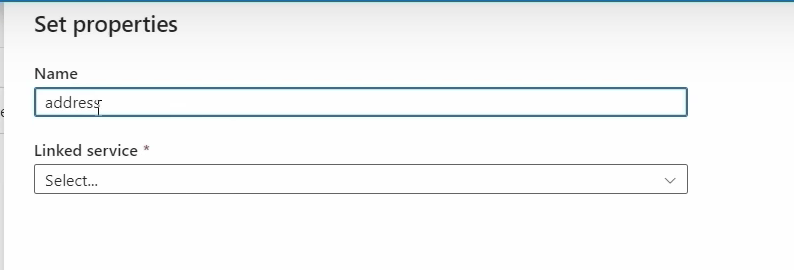 Set properties
Name
address
Linked service *
Select...